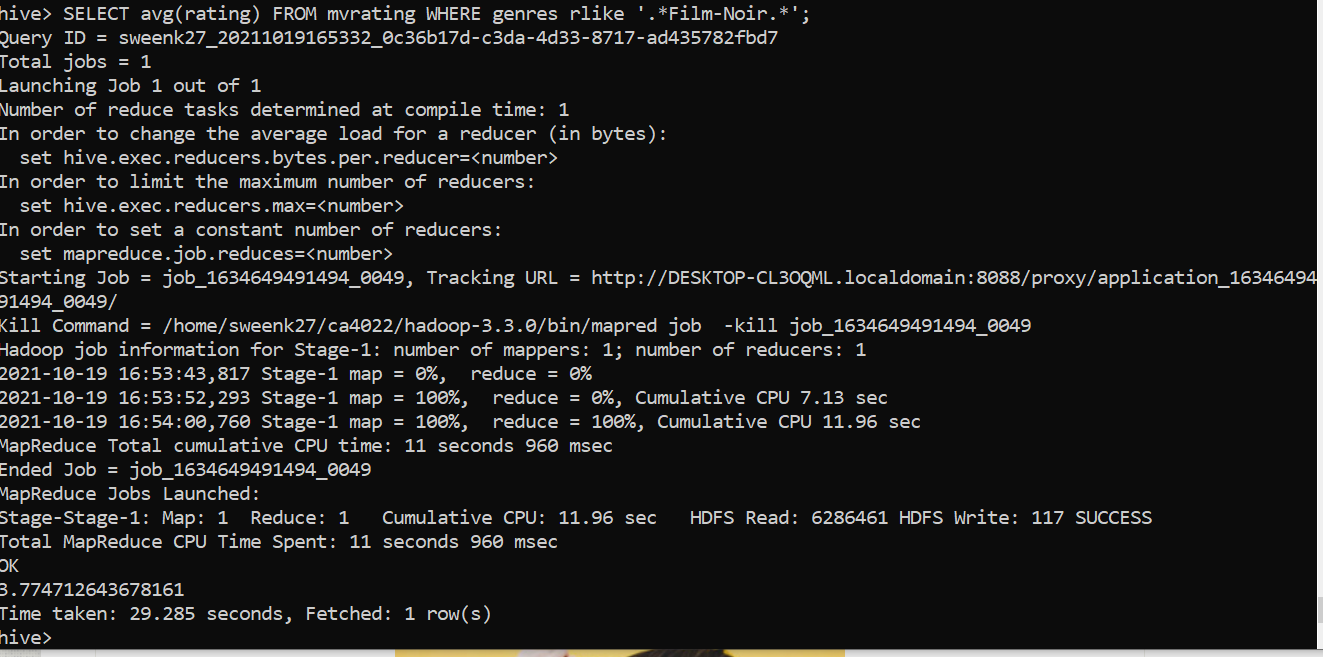 hive> SELECT avg(rating) FROM mvrating WHERE genres rlike '.*Film-Noir.*';
Query ID = sweenk27_20211019165332_0c36b17d-c3da-4d33-8717-ad435782fbd7
Total jobs = 1
Launching Job 1 out of 1
Number of reduce tasks determined at compile time: 1
In order to change the average load for a reducer (in bytes):
  set hive.exec.reducers.bytes.per.reducer=<number>
In order to limit the maximum number of reducers:
  set hive.exec.reducers.max=<number>
In order to set a constant number of reducers:
  set mapreduce.job.reduces=<number>
Starting Job = job_1634649491494_0049, Tracking URL = http://DESKTOP-CL3OQML.localdomain:8088/proxy/application_16346494
91494_0049/
Kill Command = /home/sweenk27/ca4022/hadoop-3.3.0/bin/mapred job  -kill job_1634649491494_0049
Hadoop job information for Stage-1: number of mappers: 1; number of reducers: 1
2021-10-19 16:53:43,817 Stage-1 map = 0%,  reduce = 0%
2021-10-19 16:53:52,293 Stage-1 map = 100%,  reduce = 0%, Cumulative CPU 7.13 sec
2021-10-19 16:54:00,760 Stage-1 map = 100%,  reduce = 100%, Cumulative CPU 11.96 sec
MapReduce Total cumulative CPU time: 11 seconds 960 msec
Ended Job = job_1634649491494_0049
MapReduce Jobs Launched:
Stage-Stage-1: Map: 1  Reduce: 1   Cumulative CPU: 11.96 sec   HDFS Read: 6286461 HDFS Write: 117 SUCCESS
Total MapReduce CPU Time Spent: 11 seconds 960 msec
OK
3.774712643678161
Time taken: 29.285 seconds, Fetched: 1 row(s)
hive>